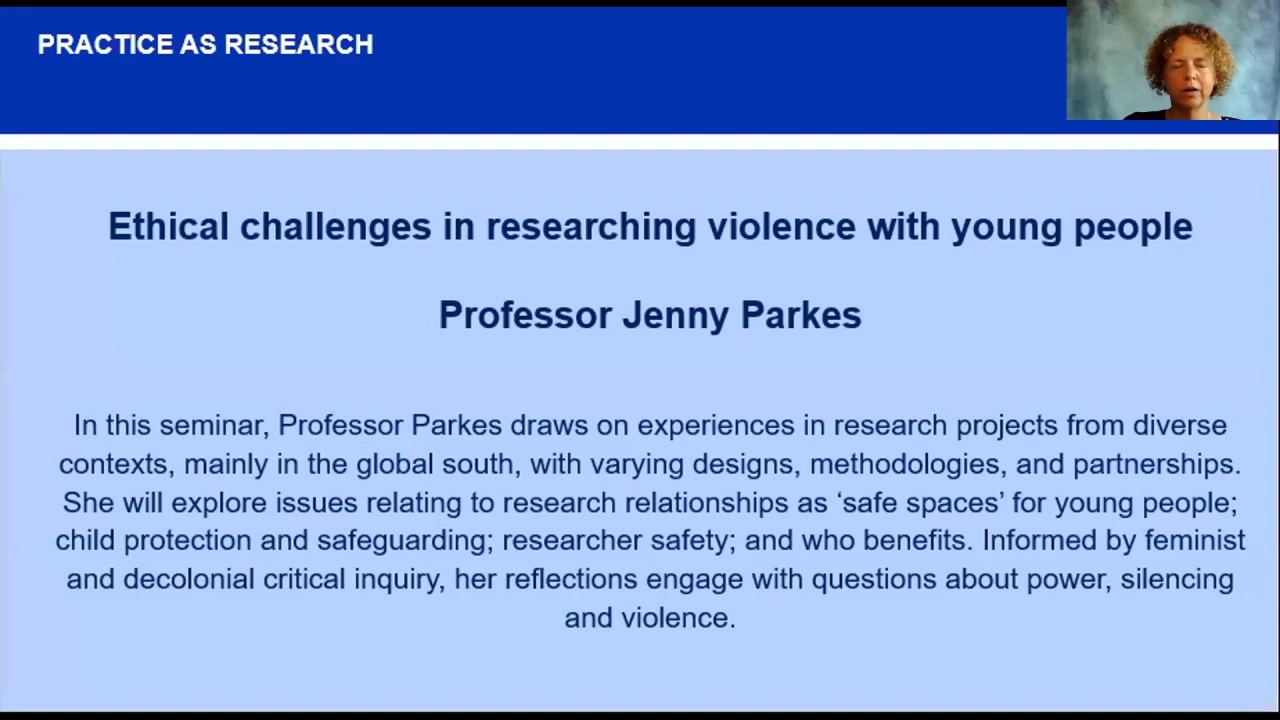 PRACTICE AS RESEARCH
Ethical challenges in researching violence with young people
Professor Jenny Parkes
In this seminar, Professor Parkes draws on experiences in research projects from diverse
contexts, mainly in the global south, with varying designs, methodologies, and partnerships.
She will explore issues relating to research relationships as ‘safe spaces’ for young people;
child protection and safeguarding; researcher safety; and who benefits. Informed by feminist
and decolonial critical inquiry, her reflections engage with questions about power, silencing
and violence.